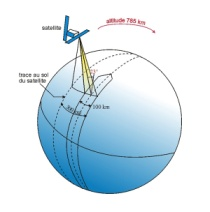 satellite
altitude 785 km
trace au sol
du satellite
100 km